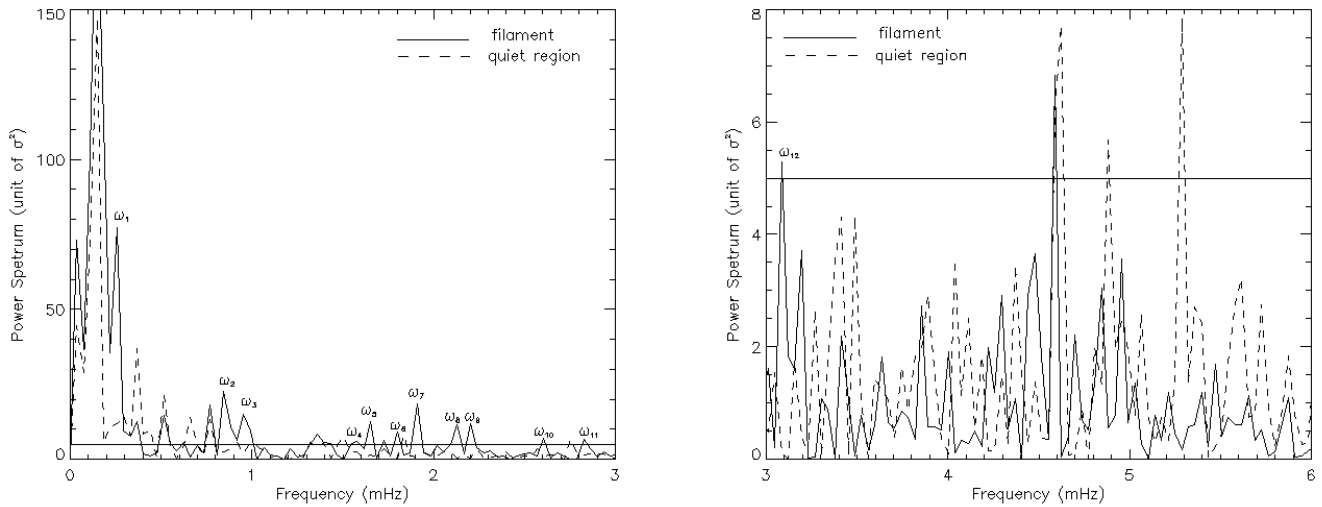 150
100
50
0
Power Spetrum (unit of σ²)
filament
quiet region
ω₁
ω₂
ω₃
ω₄
ω₅
ω₆
ω₇
ω₈
ω₉
ω₁₀
ω₁₁
0 1 2 3
Frequency (mHz)
8
6
4
2
0
Power Spetrum (unit of σ²)
filament
quiet region
ω₁₂
3 4 5 6
Frequency (mHz)